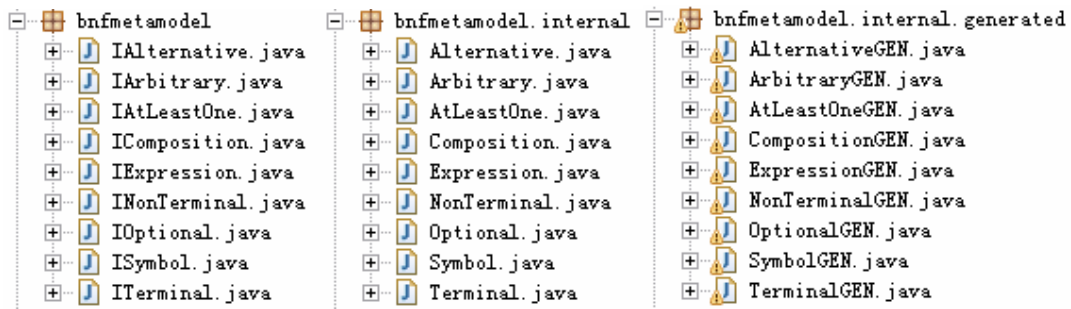 bnfmetamodel
IAlternative.java
IArbitrary.java
IAtLeastOne.java
IComposition.java
IExpression.java
INonTerminal.java
IOptional.java
ISymbol.java
ITerminal.java
bnfmetamodel.internal
Alternative.java
Arbitrary.java
AtLeastOne.java
Composition.java
Expression.java
NonTerminal.java
Optional.java
Symbol.java
Terminal.java
bnfmetamodel.internal.generated
AlternativeGEN.java
ArbitraryGEN.java
AtLeastOneGEN.java
CompositionGEN.java
ExpressionGEN.java
NonTerminalGEN.java
OptionalGEN.java
SymbolGEN.java
TerminalGEN.java